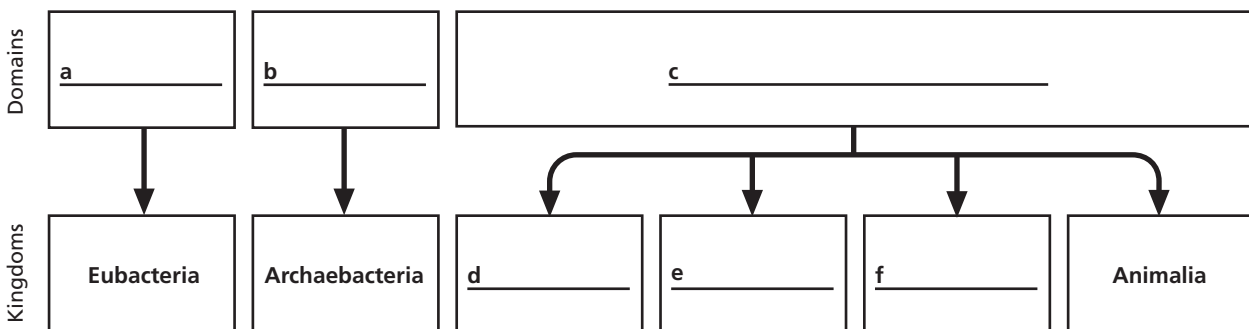 Domains
a
b
c
Kingdoms
Eubacteria
Archaebacteria
d
e
f
Animalia